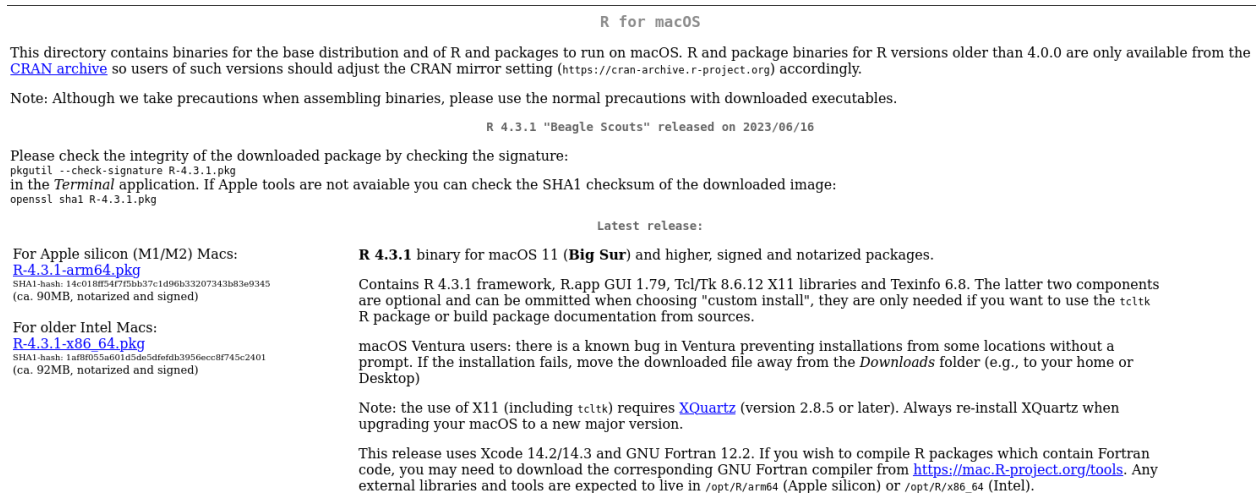 R for macOS
This directory contains binaries for the base distribution and of R and packages to run on macOS. R and package binaries for R versions older than 4.0.0 are only available from the
CRAN archive so users of such versions should adjust the CRAN mirror setting (https://cran-archive.r-project.org) accordingly.
Note: Although we take precautions when assembling binaries, please use the normal precautions with downloaded executables.
R 4.3.1 "Beagle Scouts" released on 2023/06/16
Please check the integrity of the downloaded package by checking the signature:
pkgutil --check-signature R-4.3.1.pkg
in the Terminal application. If Apple tools are not avaiable you can check the SHA1 checksum of the downloaded image:
openssl sha1 R-4.3.1.pkg
Latest release:
For Apple silicon (M1/M2) Macs:
R-4.3.1-arm64.pkg
SHA1-hash: 14c018ff54f7f5bb37c1d96b33207343b83e9345
(ca. 90MB, notarized and signed)
For older Intel Macs:
R-4.3.1-x86_64.pkg
SHA1-hash: 1af8f055a601d5de5dfefdb3956ecc8f745c2401
(ca. 92MB, notarized and signed)
R 4.3.1 binary for macOS 11 (Big Sur) and higher, signed and notarized packages.
Contains R 4.3.1 framework, R.app GUI 1.79, Tcl/Tk 8.6.12 X11 libraries and Texinfo 6.8. The latter two components
are optional and can be ommitted when choosing "custom install", they are only needed if you want to use the tcltk
R package or build package documentation from sources.
macOS Ventura users: there is a known bug in Ventura preventing installations from some locations without a
prompt. If the installation fails, move the downloaded file away from the Downloads folder (e.g., to your home or
Desktop)
Note: the use of X11 (including tcltk) requires XQuartz (version 2.8.5 or later). Always re-install XQuartz when
upgrading your macOS to a new major version.
This release uses Xcode 14.2/14.3 and GNU Fortran 12.2. If you wish to compile R packages which contain Fortran
code, you may need to download the corresponding GNU Fortran compiler from https://mac.R-project.org/tools. Any
external libraries and tools are expected to live in /opt/R/arm64 (Apple silicon) or /opt/R/x86_64 (Intel).